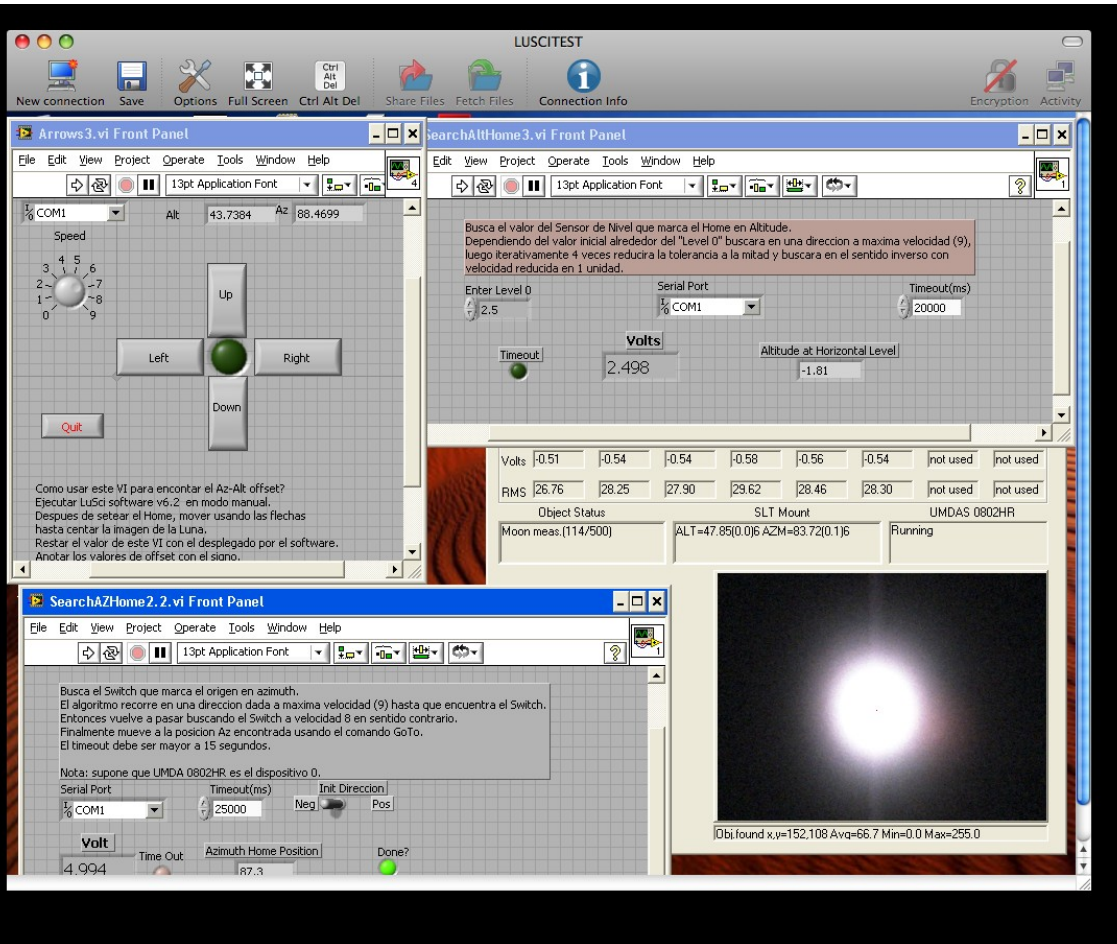 LUSCITEST
New connection Save Options Full Screen Ctrl Alt Del Share Files Fetch Files Connection Info Encryption Activity
Ctrl
Alt
Del
Arrows3.vi Front Panel
File Edit View Project Operate Tools Window Help
13pt Application Font
4
COM1
Alt 43.7384 Az 88.4699
Speed
0 1 2 3 4 5 6 7 8 9
Up
Left Right
Down
Quit
Como usar este VI para encontar el Az-Alt offset?
Ejecutar LuSci software v6.2 en modo manual.
Despues de setear el Home, mover usando las flechas
hasta centar la imagen de la Luna.
Restar el valor de este VI con el desplegado por el software.
Anotar los valores de offset con el signo.
SearchAltHome3.vi Front Panel
Edit View Project Operate Tools Window Help
13pt Application Font
1
Busca el valor del Sensor de Nivel que marca el Home en Altitude.
Dependiendo del valor inicial alrededor del "Level 0" buscara en una direccion a maxima velocidad (9),
luego iterativamente 4 veces reducira la tolerancia a la mitad y buscara en el sentido inverso con
velocidad reducida en 1 unidad.
Enter Level 0 Serial Port Timeout(ms)
2.5 COM1 20000
Timeout Volts Altitude at Horizontal Level
2.498 -1.81
Volts -0.51 -0.54 -0.54 -0.58 -0.56 -0.54 not used not used
RMS 26.76 28.25 27.90 29.62 28.46 28.30 not used not used
Object Status SLT Mount UMDAS 0802HR
Moon meas.(114/500) ALT=47.85(0.0)6 AZM=83.72(0.1)6 Running
SearchAZHome2.2.vi Front Panel
File Edit View Project Operate Tools Window Help
13pt Application Font
1
Busca el Switch que marca el origen en azimuth.
El algoritmo recorre en una direccion dada a maxima velocidad (9) hasta que encuentra el Switch.
Entonces vuelve a pasar buscando el Switch a velocidad 8 en sentido contrario.
Finalmente mueve a la posicion Az encontrada usando el comando GoTo.
El timeout debe ser mayor a 15 segundos.
Nota: supone que UMDA 0802HR es el dispositivo 0.
Serial Port Timeout(ms) Init Direccion
COM1 25000 Neg Pos
Volt Time Out Azimuth Home Position Done?
4.994 87.3
Obj.found x,y=152,108 Avg=66.7 Min=0.0 Max=255.0